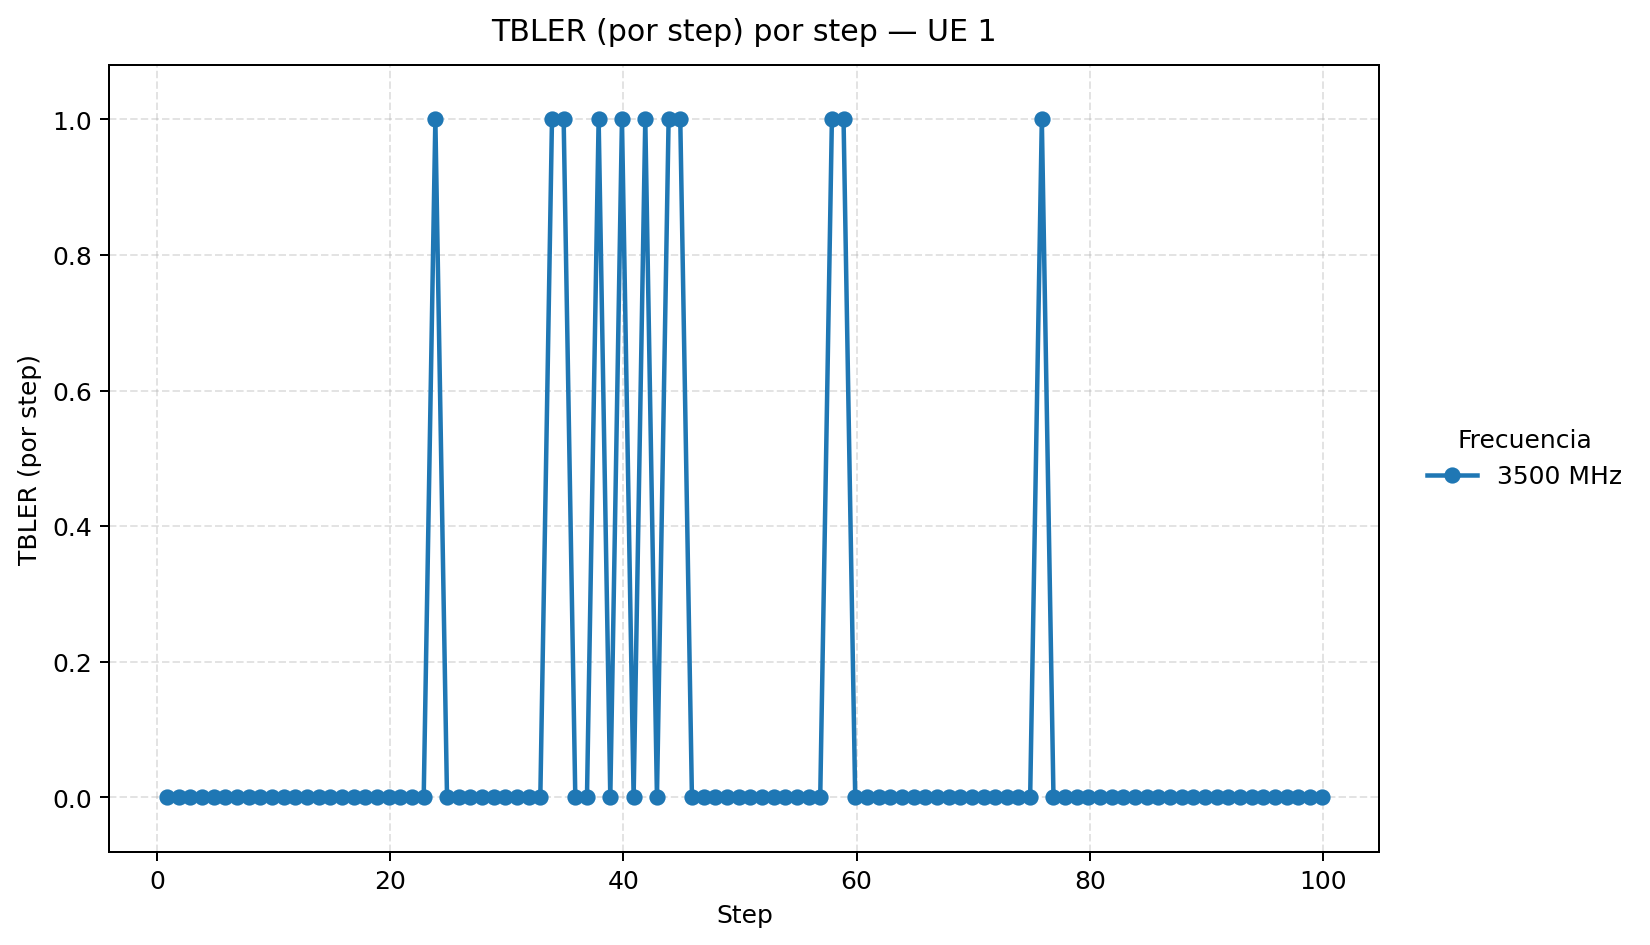 TBLER (por step) por step — UE 1
1.0
0.8
0.6
0.4
0.2
0.0
TBLER (por step)
0 20 40 60 80 100
Step
Frecuencia
3500 MHz